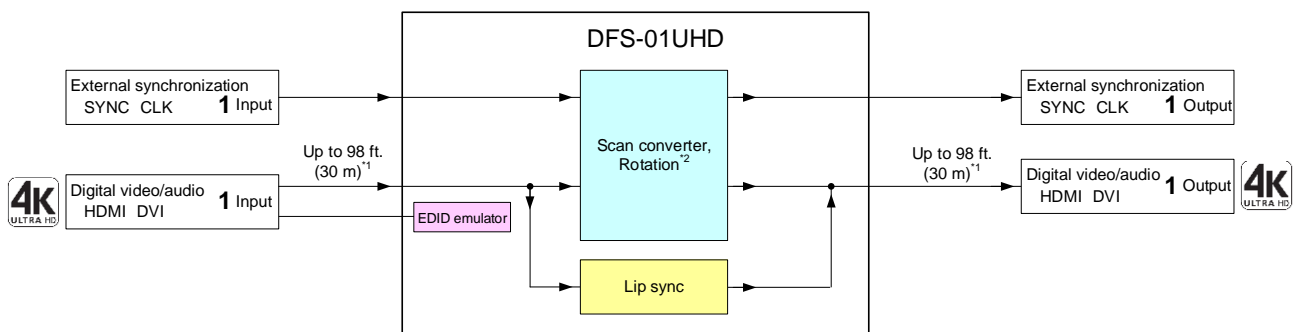 DFS-01UHD
External synchronization
SYNC CLK 1 Input
Up to 98 ft.
(30 m)*1
4K
ULTRA HD
Digital video/audio
HDMI DVI 1 Input
EDID emulator
Scan converter,
Rotation*2
Lip sync
External synchronization
SYNC CLK 1 Output
Up to 98 ft.
(30 m)*1
Digital video/audio
HDMI DVI 1 Output
4K
ULTRA HD